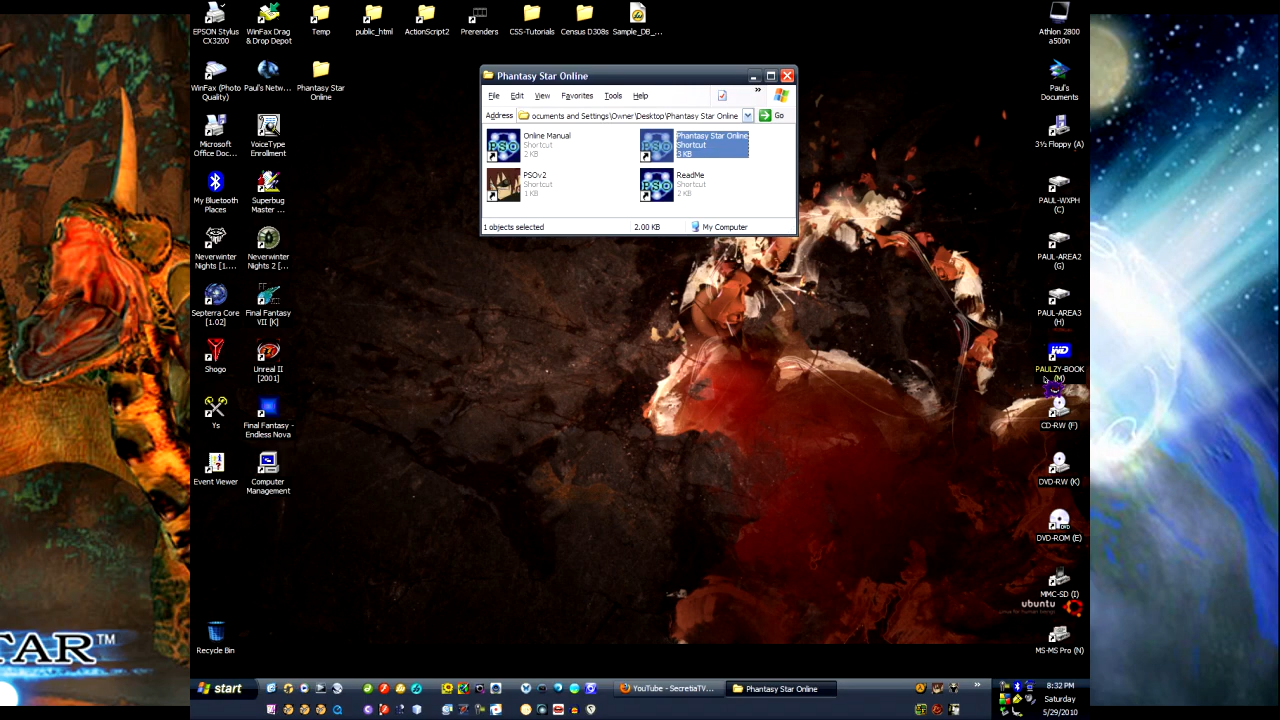 EPSON Stylus
CX3200
WinFax Drag
& Drop Depot
Temp
public_html
ActionScript2
Prerenders
CSS-Tutorials
Census D308s
Sample_DB_...
Athlon 2800
a500n
WinFax (Photo
Quality)
Paul's Netw...
Phantasy Star
Online
Paul's
Documents
Microsoft
Office Doc...
VoiceType
Enrollment
3½ Floppy (A)
My Bluetooth
Places
Superbug
Master ...
PAUL-WXPH
(C)
Neverwinter
Nights [1....
Neverwinter
Nights 2 [...
PAUL-AREA2
(G)
Septerra Core
[1.02]
Final Fantasy
VII [K]
PAUL-AREA3
(H)
Shogo
Unreal II
[2001]
WD
PAULZY-BOOK
(M)
Ys
Final Fantasy -
Endless Nova
CD-RW (F)
Event Viewer
Computer
Management
DVD-RW (K)
DVD
DVD-ROM (E)
MMC-SD (I)
ubuntu
Recycle Bin
MS-MS Pro (N)
Phantasy Star Online
File Edit View Favorites Tools Help »
Address ocuments and Settings\Owner\Desktop\Phantasy Star Online Go
PSO
Online Manual
Shortcut
2 KB
PSO
Phantasy Star Online
Shortcut
3 KB
PSOv2
Shortcut
1 KB
PSO
ReadMe
Shortcut
2 KB
1 objects selected 2.00 KB My Computer
TAR™
start
YouTube - SecretiaTV...
Phantasy Star Online
»
8:32 PM
Saturday
5/29/2010